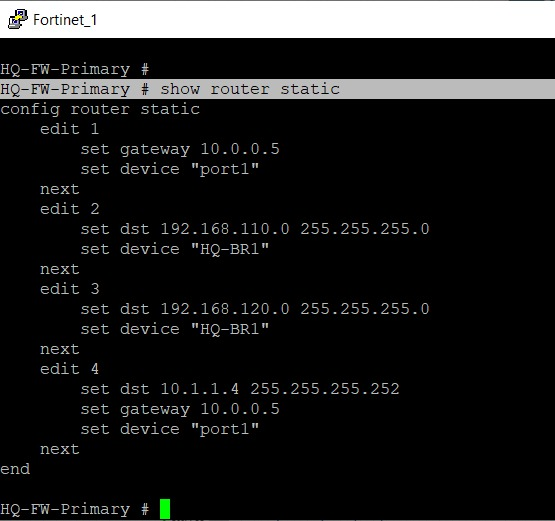 Fortinet_1
HQ-FW-Primary #
HQ-FW-Primary # show router static
config router static
    edit 1
        set gateway 10.0.0.5
        set device "port1"
    next
    edit 2
        set dst 192.168.110.0 255.255.255.0
        set device "HQ-BR1"
    next
    edit 3
        set dst 192.168.120.0 255.255.255.0
        set device "HQ-BR1"
    next
    edit 4
        set dst 10.1.1.4 255.255.255.252
        set gateway 10.0.0.5
        set device "port1"
    next
end
HQ-FW-Primary #